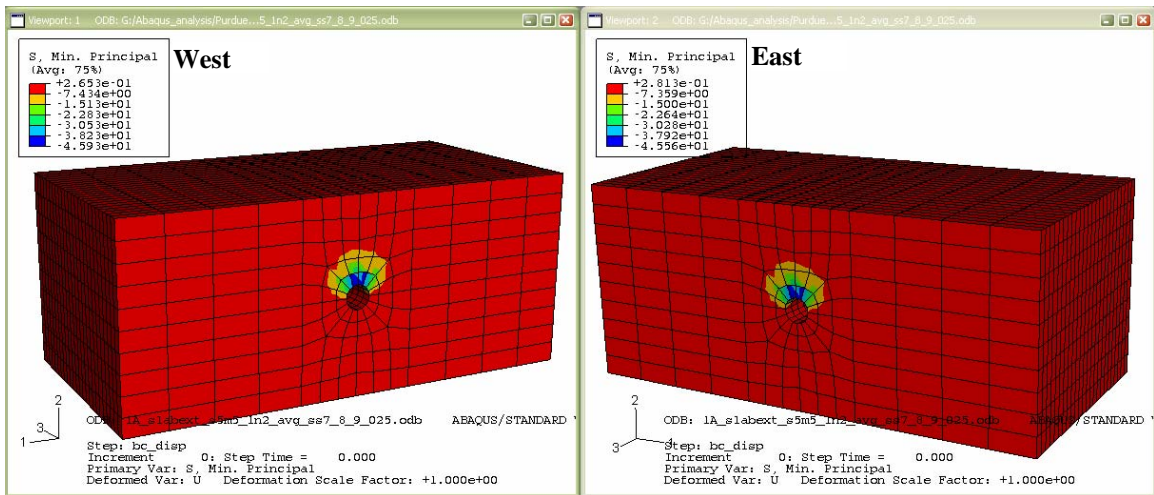 Viewport: 1 ODB: G:/Abaqus_analysis/Purdue...5_1n2_avg_ss7_8_9_025.odb
West
S, Min. Principal
(Avg: 75%)
+2.653e-01
-7.434e+00
-1.513e+01
-2.283e+01
-3.053e+01
-3.823e+01
-4.593e+01
2
3
1
ODB: 1A_slabext_s5m5_1n2_avg_ss7_8_9_025.odb ABAQUS/STANDARD
Step: bc_disp
Increment 0: Step Time = 0.000
Primary Var: S, Min. Principal
Deformed Var: U Deformation Scale Factor: +1.000e+00
Viewport: 2 ODB: G:/Abaqus_analysis/Purdue...5_1n2_avg_ss7_8_9_025.odb
East
S, Min. Principal
(Avg: 75%)
+2.813e-01
-7.359e+00
-1.500e+01
-2.264e+01
-3.028e+01
-3.792e+01
-4.556e+01
2
3
ODB: 1A_slabext_s5m5_1n2_avg_ss7_8_9_025.odb ABAQUS/STANDARD
Step: bc_disp
Increment 0: Step Time = 0.000
Primary Var: S, Min. Principal
Deformed Var: U Deformation Scale Factor: +1.000e+00